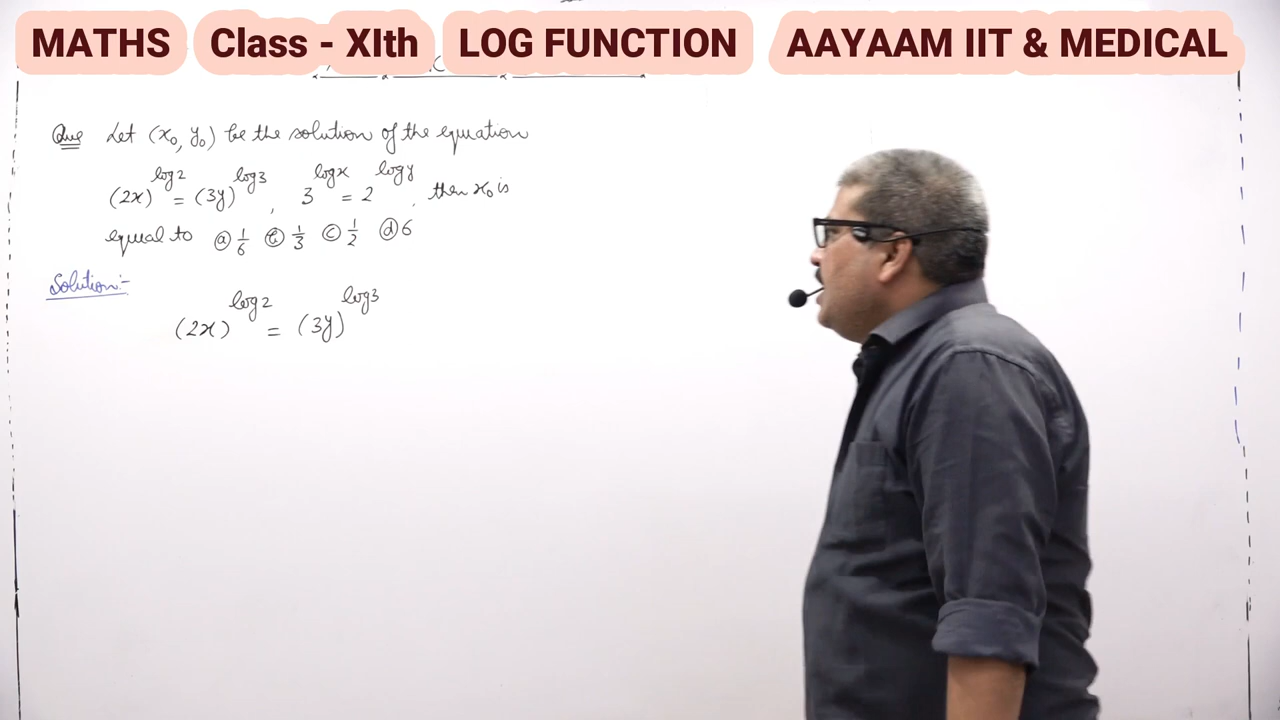 MATHS Class - XIth LOG FUNCTION AAYAAM IIT & MEDICAL
Que Let (x₀, y₀) be the solution of the equation
(2x)^log2 = (3y)^log3, 3^logx = 2^logy, then x₀ is
equal to ⓐ 1/6 ⓑ 1/3 ⓒ 1/2 ⓓ 6
Solution:-
(2x)^log2 = (3y)^log3